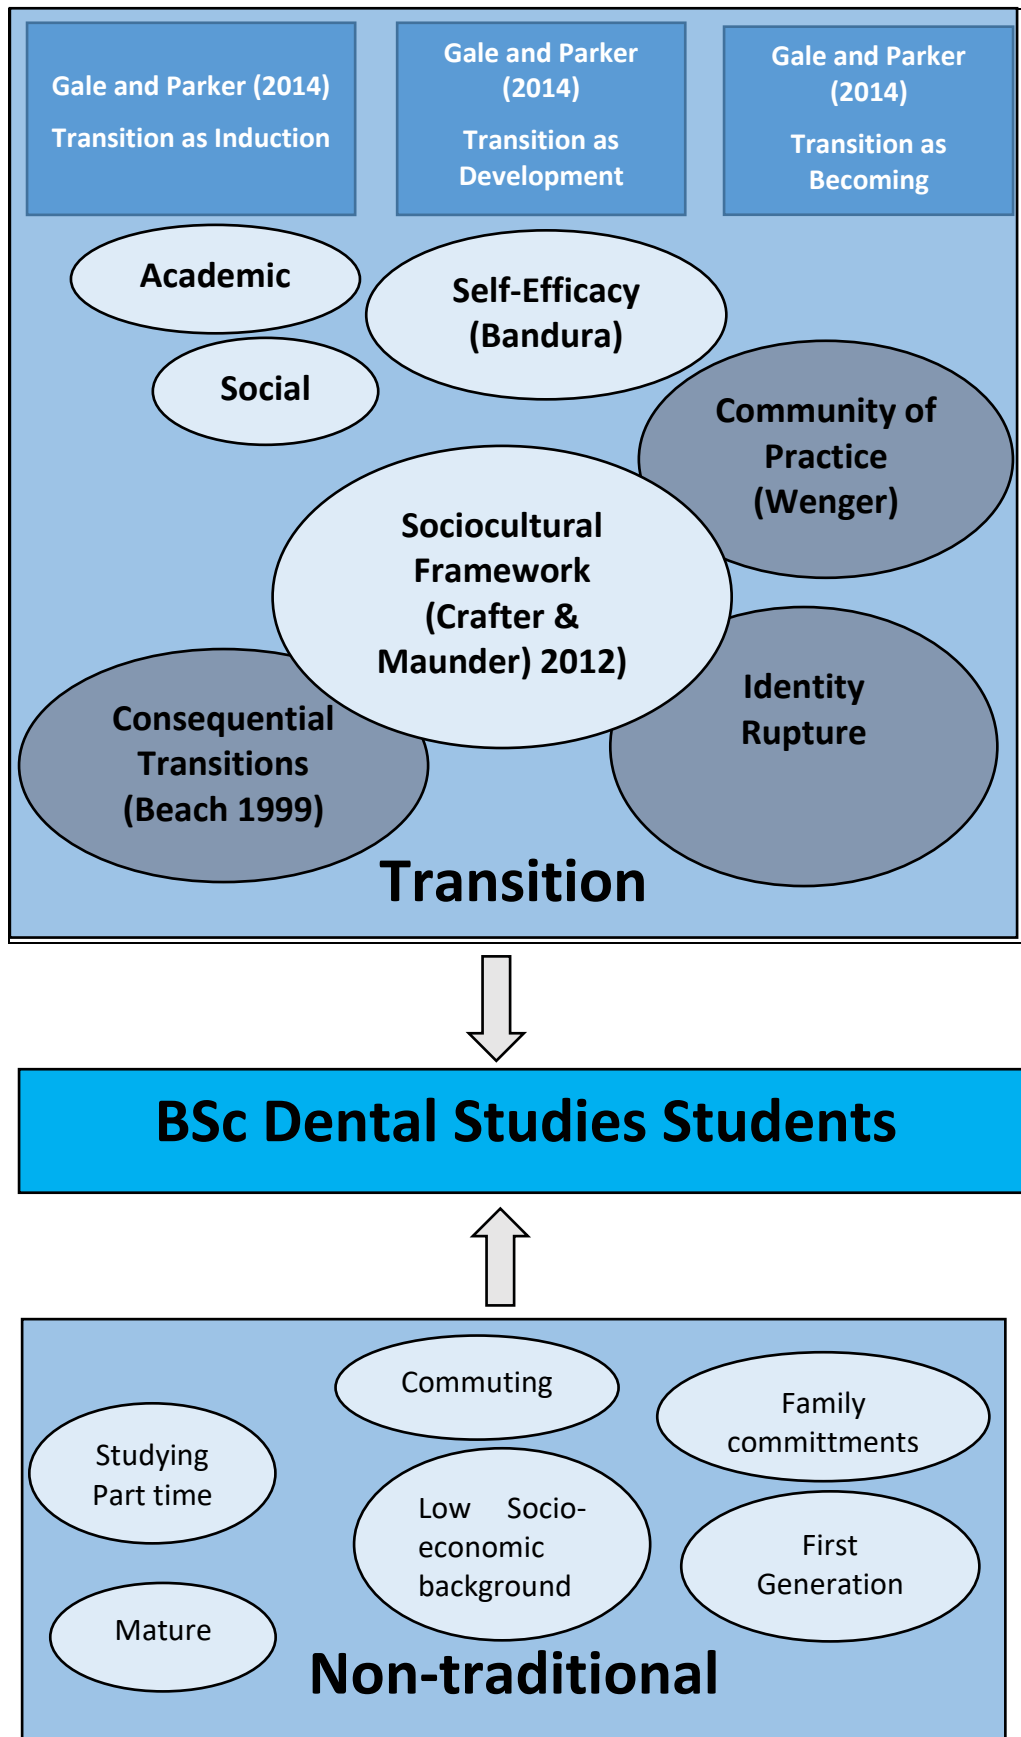 Gale and Parker (2014)
Transition as Induction
Gale and Parker
(2014)
Transition as
Development
Gale and Parker
(2014)
Transition as
Becoming
Academic
Social
Self-Efficacy
(Bandura)
Community of
Practice
(Wenger)
Sociocultural
Framework
(Crafter &
Maunder) 2012)
Identity
Rupture
Consequential
Transitions
(Beach 1999)
Transition
BSc Dental Studies Students
Commuting
Family
committments
Studying
Part time
Low Socio-
economic
background
First
Generation
Mature
Non-traditional